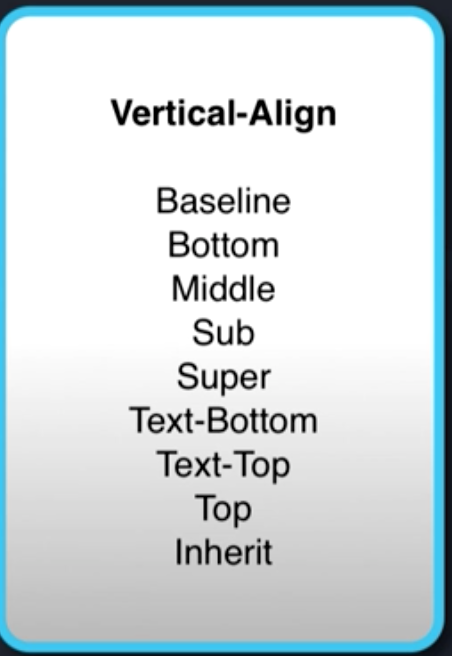 Vertical-Align
Baseline
Bottom
Middle
Sub
Super
Text-Bottom
Text-Top
Top
Inherit